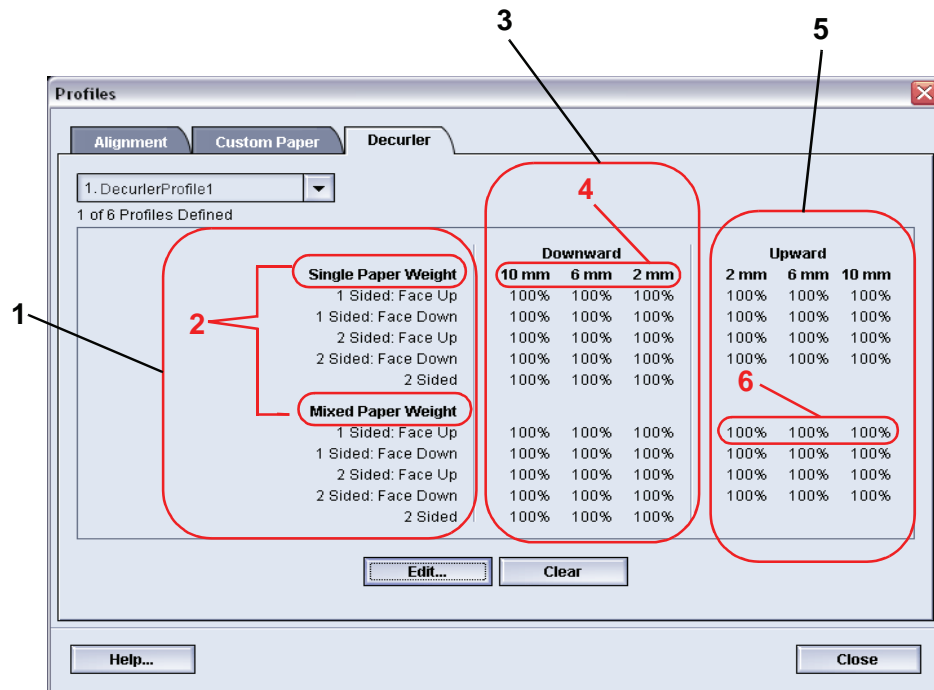 3
5
Profiles
Alignment Custom Paper Decurler
1. DecurlerProfile1
4
1 of 6 Profiles Defined
Downward Upward
Single Paper Weight 10 mm 6 mm 2 mm 2 mm 6 mm 10 mm
1 Sided: Face Up 100% 100% 100% 100% 100% 100%
1 2 1 Sided: Face Down 100% 100% 100% 100% 100% 100%
2 Sided: Face Up 100% 100% 100% 100% 100% 100%
2 Sided: Face Down 100% 100% 100% 100% 100% 100%
2 Sided 100% 100% 100% 6
Mixed Paper Weight
1 Sided: Face Up 100% 100% 100% 100% 100% 100%
1 Sided: Face Down 100% 100% 100% 100% 100% 100%
2 Sided: Face Up 100% 100% 100% 100% 100% 100%
2 Sided: Face Down 100% 100% 100% 100% 100% 100%
2 Sided 100% 100% 100%
Edit... Clear
Help... Close